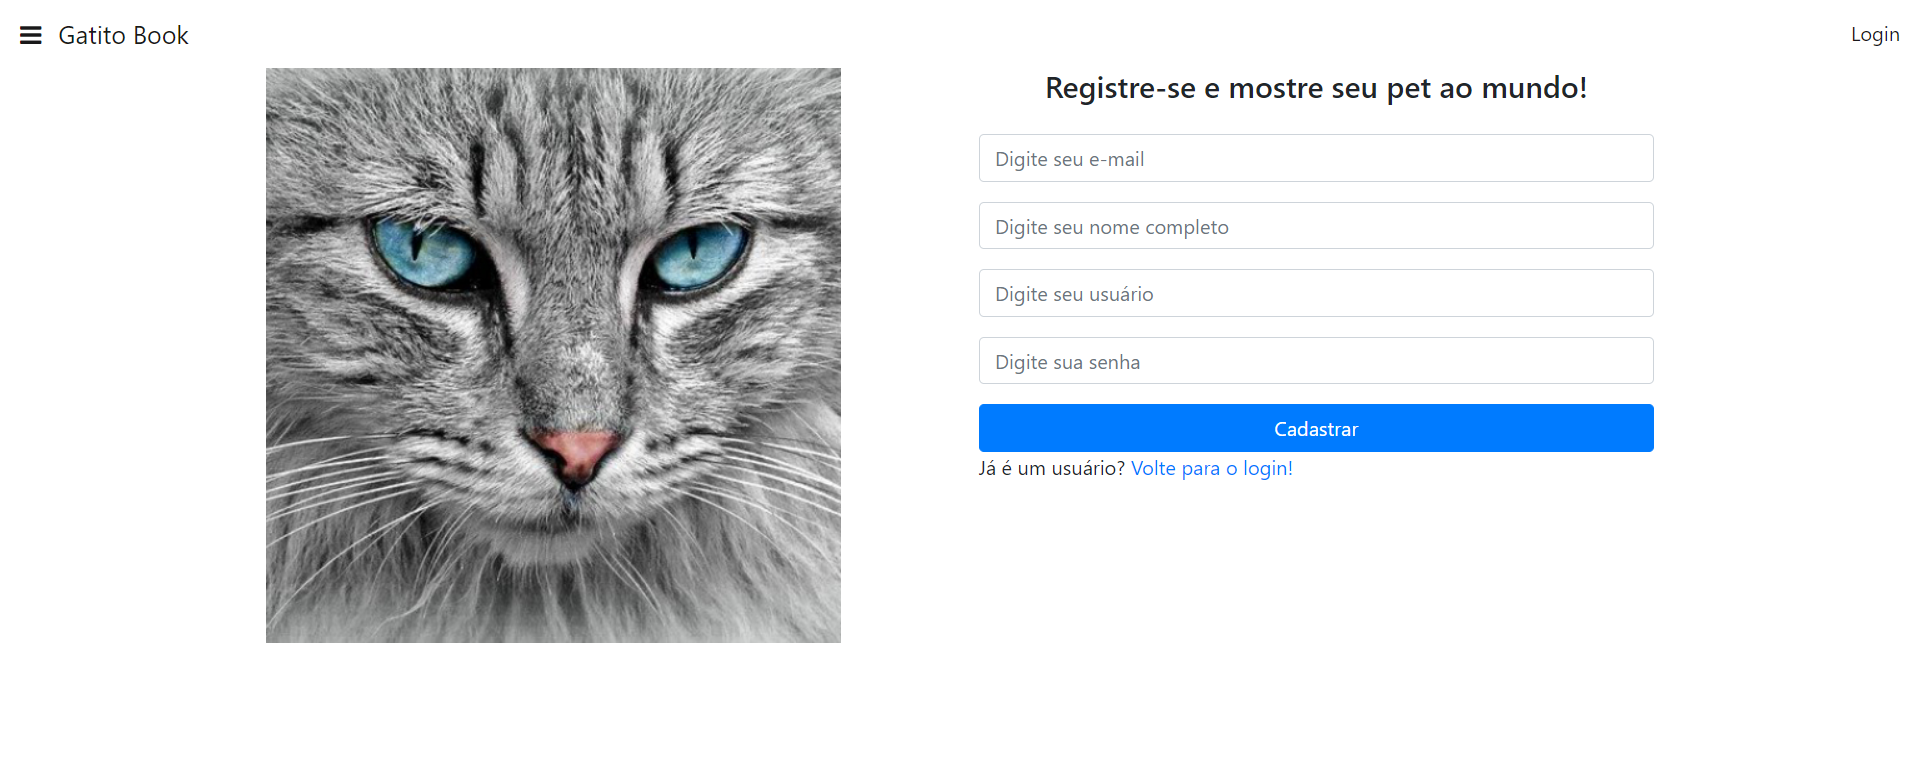 Gatito Book
Login
Registre-se e mostre seu pet ao mundo!
Digite seu e-mail
Digite seu nome completo
Digite seu usuário
Digite sua senha
Cadastrar
Já é um usuário? Volte para o login!